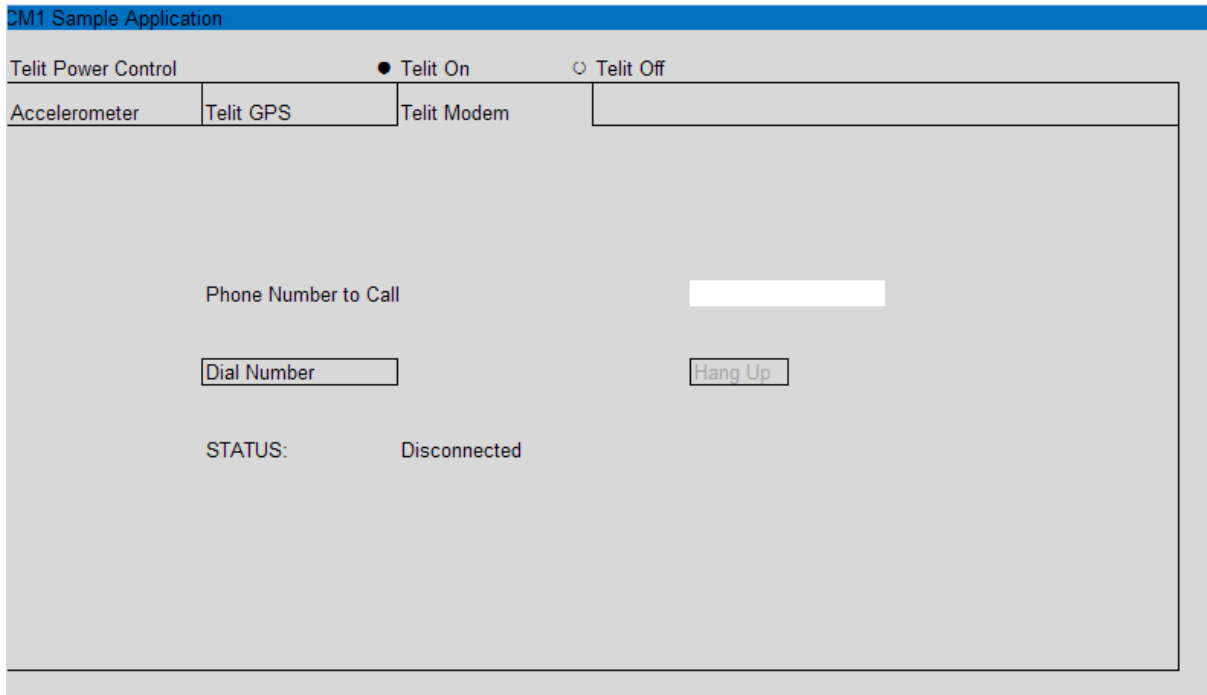 CM1 Sample Application
Telit Power Control Telit On Telit Off
Accelerometer Telit GPS Telit Modem
Phone Number to Call
Dial Number Hang Up
STATUS: Disconnected